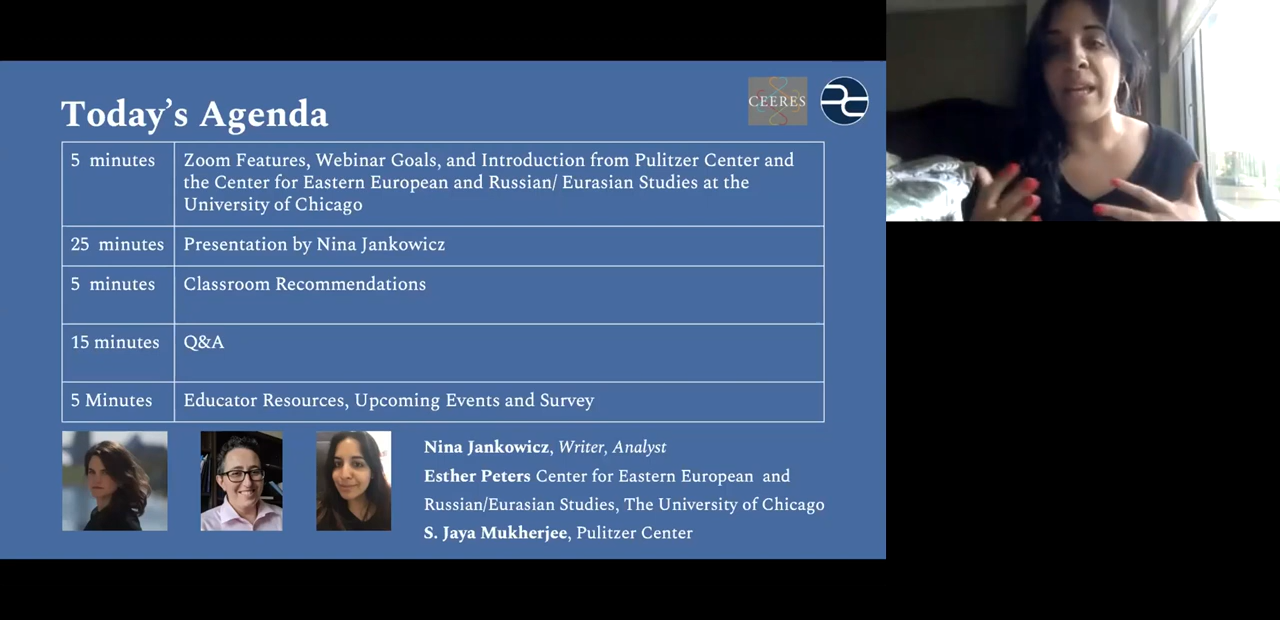 Today's Agenda
CEERES
5 minutes
Zoom Features, Webinar Goals, and Introduction from Pulitzer Center and
the Center for Eastern European and Russian/ Eurasian Studies at the
University of Chicago
25 minutes
Presentation by Nina Jankowicz
5 minutes
Classroom Recommendations
15 minutes
Q&A
5 Minutes
Educator Resources, Upcoming Events and Survey
Nina Jankowicz, Writer, Analyst
Esther Peters Center for Eastern European and
Russian/Eurasian Studies, The University of Chicago
S. Jaya Mukherjee, Pulitzer Center